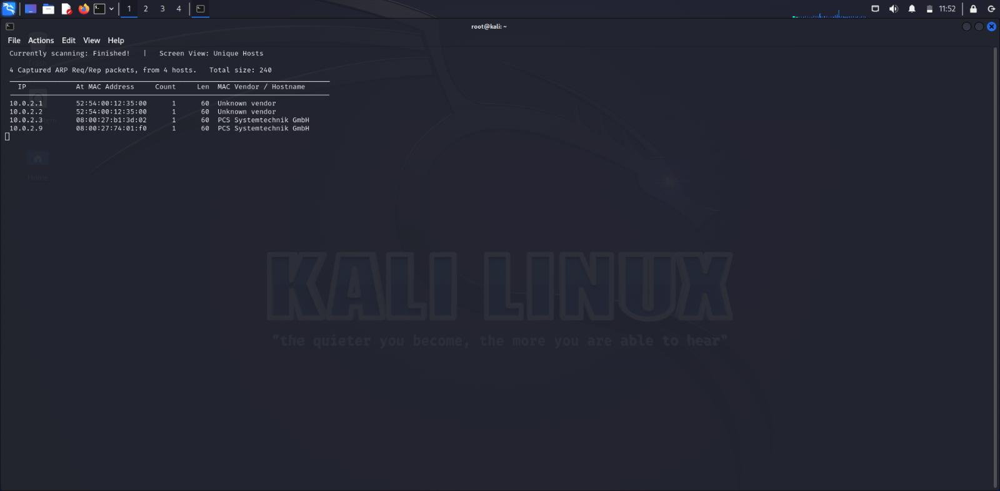 1 2 3 4 11:52
root@kali: ~
File Actions Edit View Help
Currently scanning: Finished! | Screen View: Unique Hosts
4 Captured ARP Req/Rep packets, from 4 hosts. Total size: 240
IP At MAC Address Count Len MAC Vendor / Hostname
10.0.2.1 52:54:00:12:35:00 1 60 Unknown vendor
10.0.2.2 52:54:00:12:35:00 1 60 Unknown vendor
10.0.2.3 08:00:27:b1:3d:02 1 60 PCS Systemtechnik GmbH
10.0.2.9 08:00:27:74:01:f0 1 60 PCS Systemtechnik GmbH
Home
KALI LINUX
"the quieter you become, the more you are able to hear"